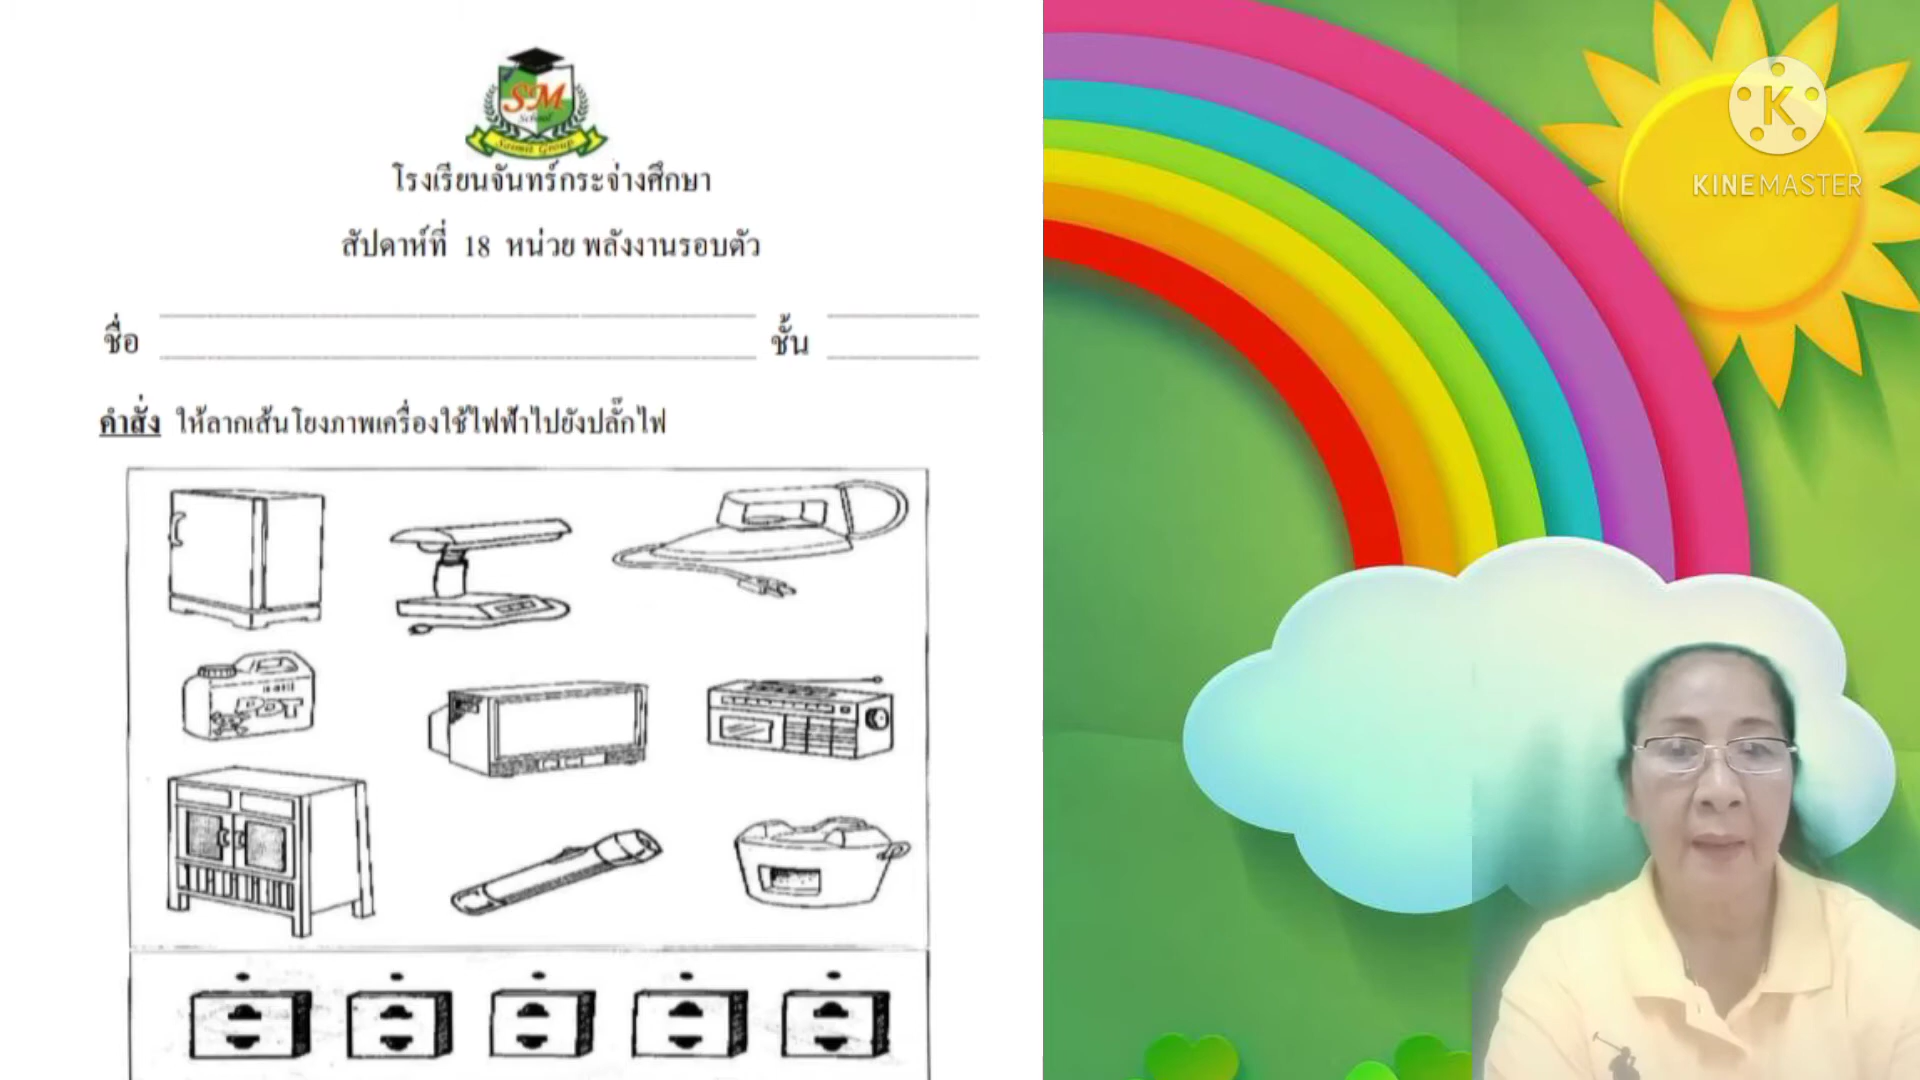 SM
School
Sarnit Group
โรงเรียนจันทร์กระจ่างศึกษา
สัปดาห์ที่ 18 หน่วย พลังงานรอบตัว
ชื่อ ชั้น
คำสั่ง ให้ลากเส้นโยงภาพเครื่องใช้ไฟฟ้าไปยังปลั๊กไฟ
K
KINEMASTER